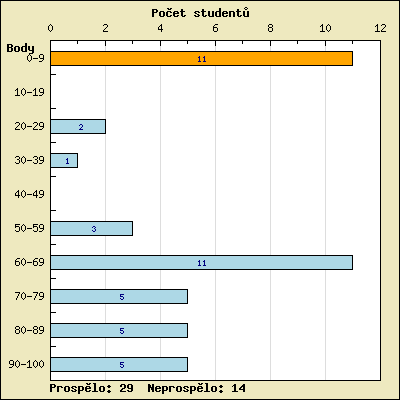 Počet studentů
0 2 4 6 8 10 12
Body
0-9 11
10-19
20-29 2
30-39 1
40-49
50-59 3
60-69 11
70-79 5
80-89 5
90-100 5
Prospělo: 29 Neprospělo: 14